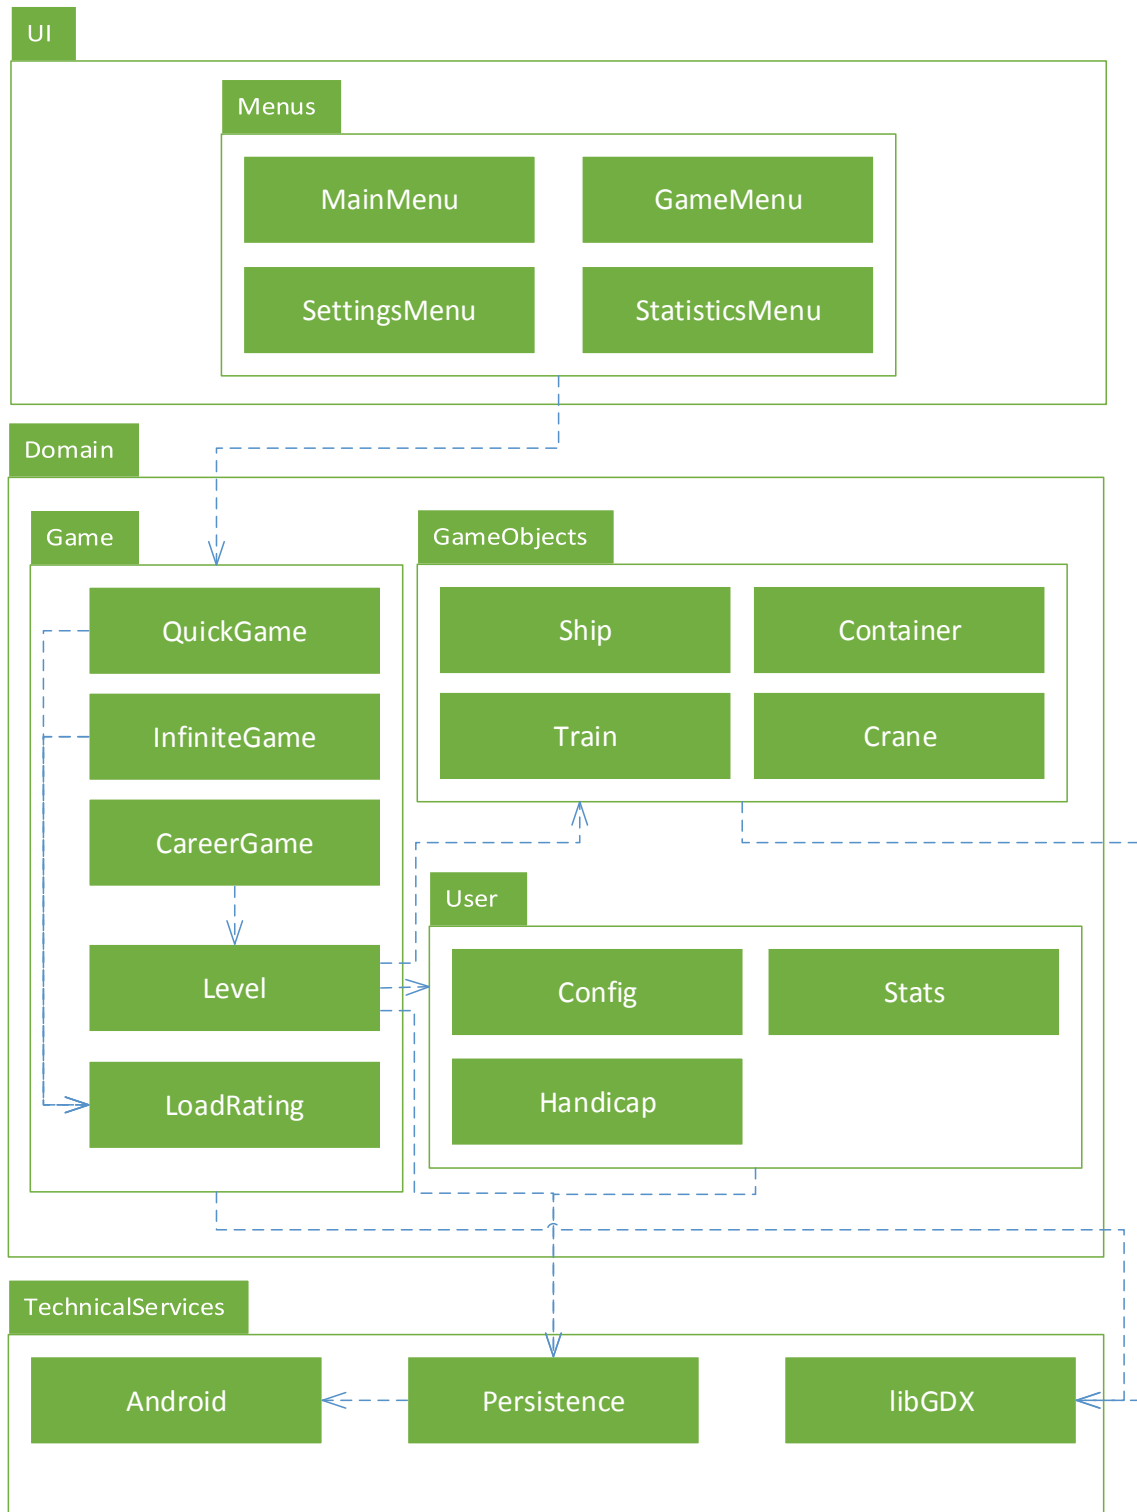 UI
Menus
MainMenu
GameMenu
SettingsMenu
StatisticsMenu
Domain
Game
GameObjects
QuickGame
Ship
Container
InfiniteGame
Train
Crane
CareerGame
User
Level
Config
Stats
LoadRating
Handicap
TechnicalServices
Android
Persistence
libGDX